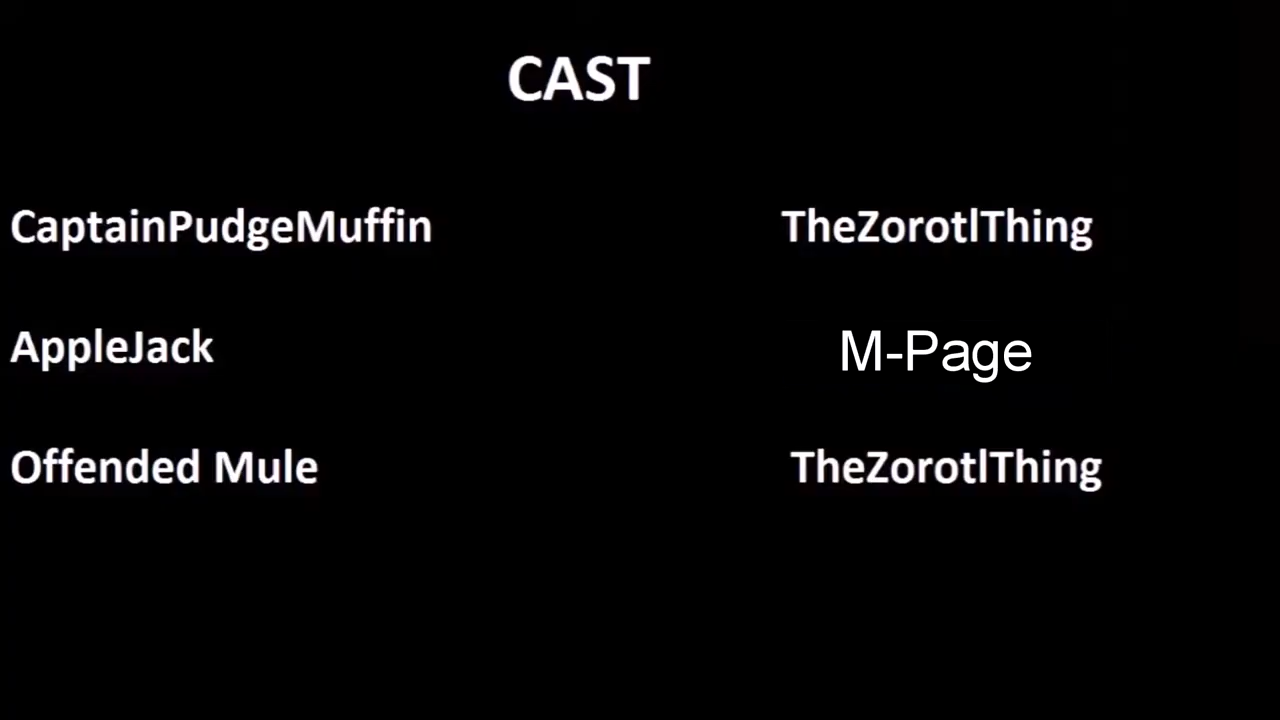 CAST
CaptainPudgeMuffin TheZorotlThing
AppleJack M-Page
Offended Mule TheZorotlThing